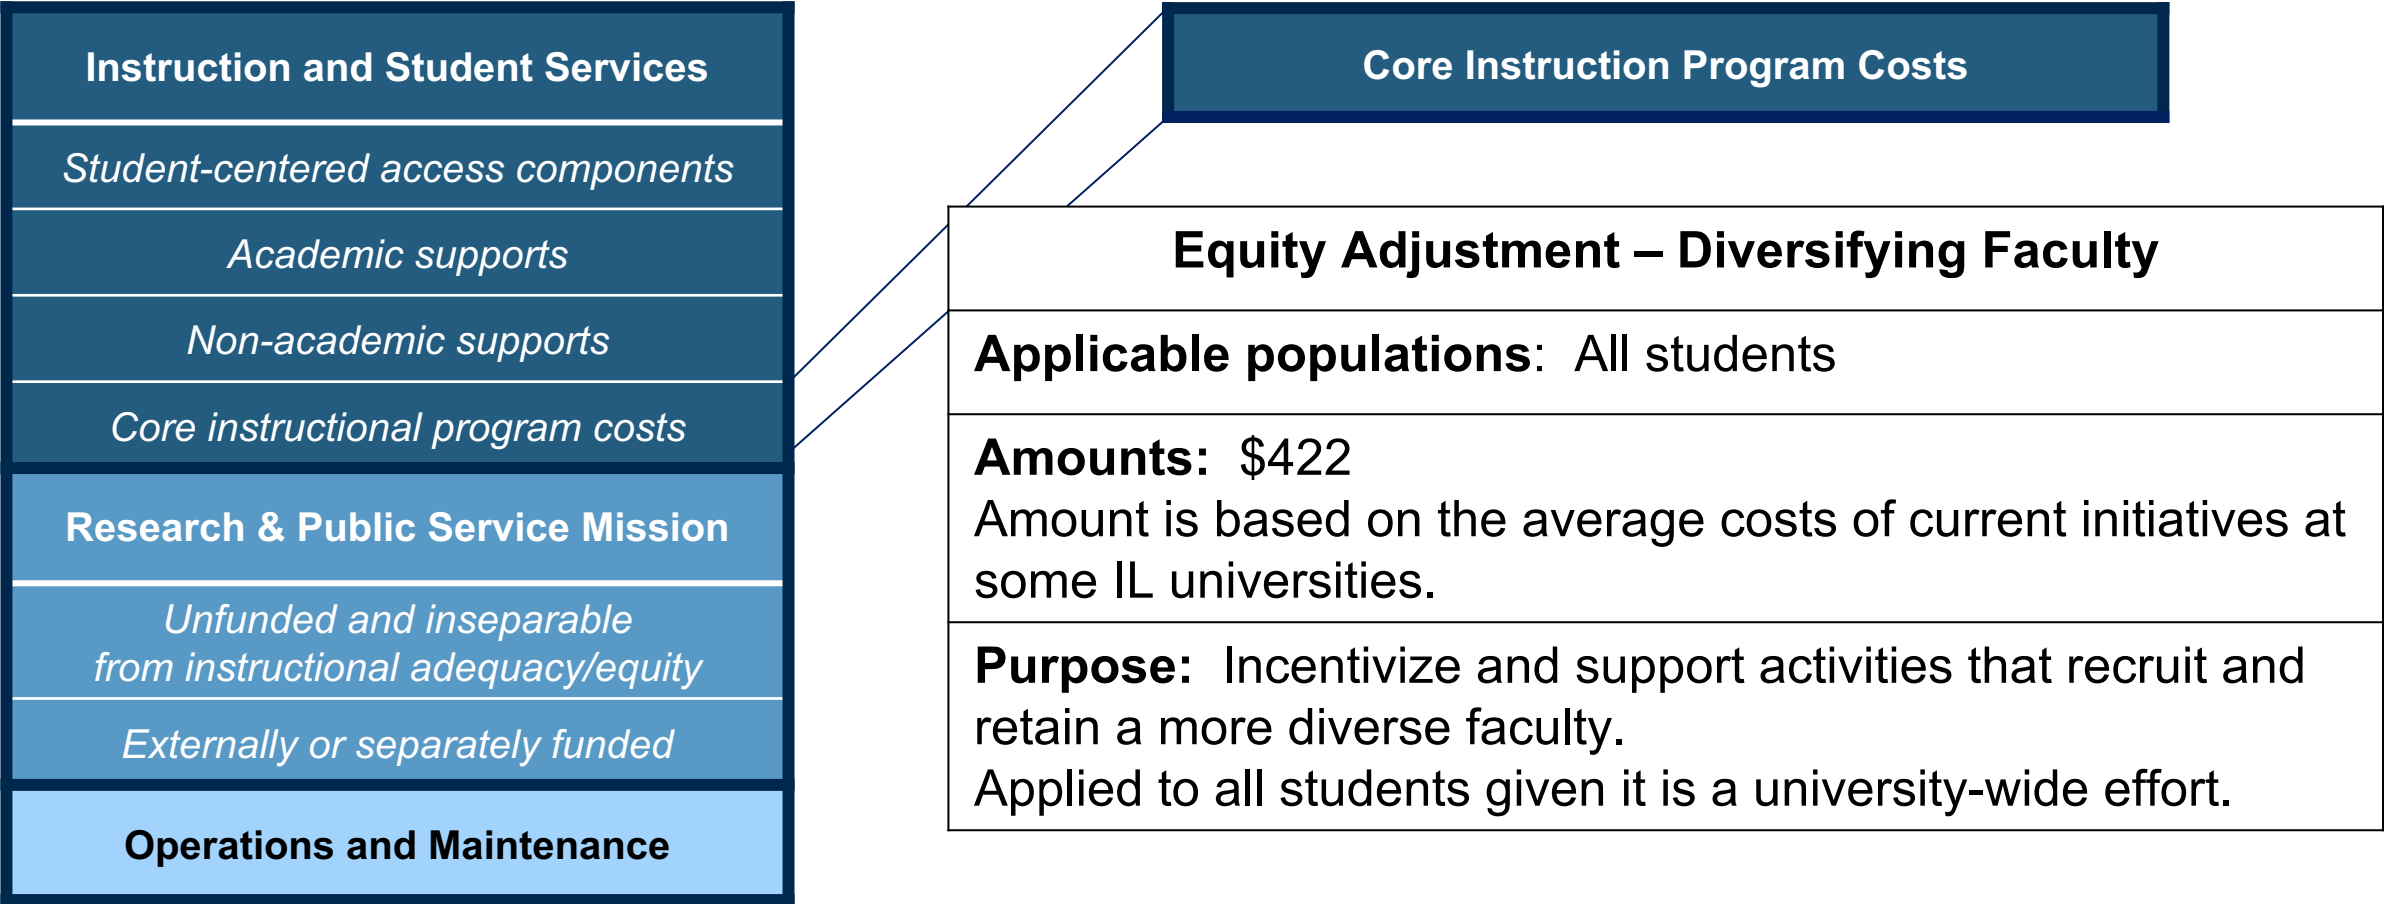 Instruction and Student Services
Student-centered access components
Academic supports
Non-academic supports
Core instructional program costs
Research & Public Service Mission
Unfunded and inseparable
from instructional adequacy/equity
Externally or separately funded
Operations and Maintenance
Core Instruction Program Costs
Equity Adjustment – Diversifying Faculty
Applicable populations:  All students
Amounts:  $422
Amount is based on the average costs of current initiatives at
some IL universities.
Purpose:  Incentivize and support activities that recruit and
retain a more diverse faculty.
Applied to all students given it is a university-wide effort.